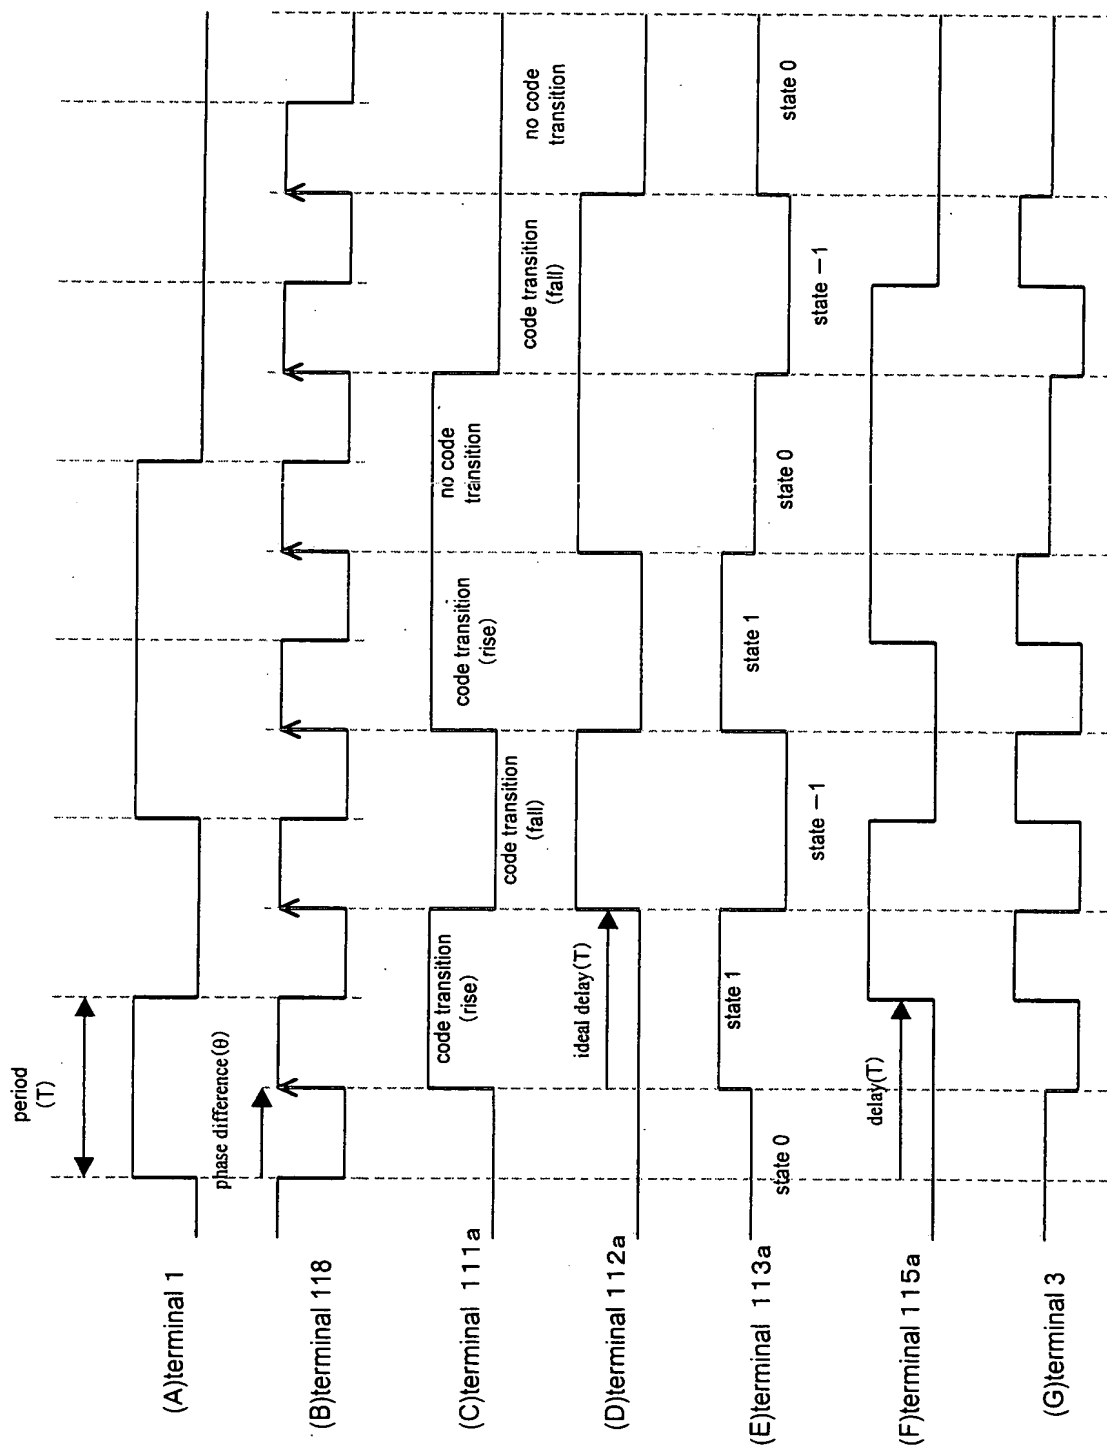 period
(T)
(A)terminal 1
phase difference(θ)
(B)terminal 118
(C)terminal 111a
code transition
(rise)
code transition
(fall)
code transition
(rise)
no code
transition
code transition
(fall)
no code
transition
(D)terminal 112a
ideal delay(T)
(E)terminal 113a
state 0
state 1
state −1
state 1
state 0
state −1
state 0
(F)terminal 115a
delay(T)
(G)terminal 3